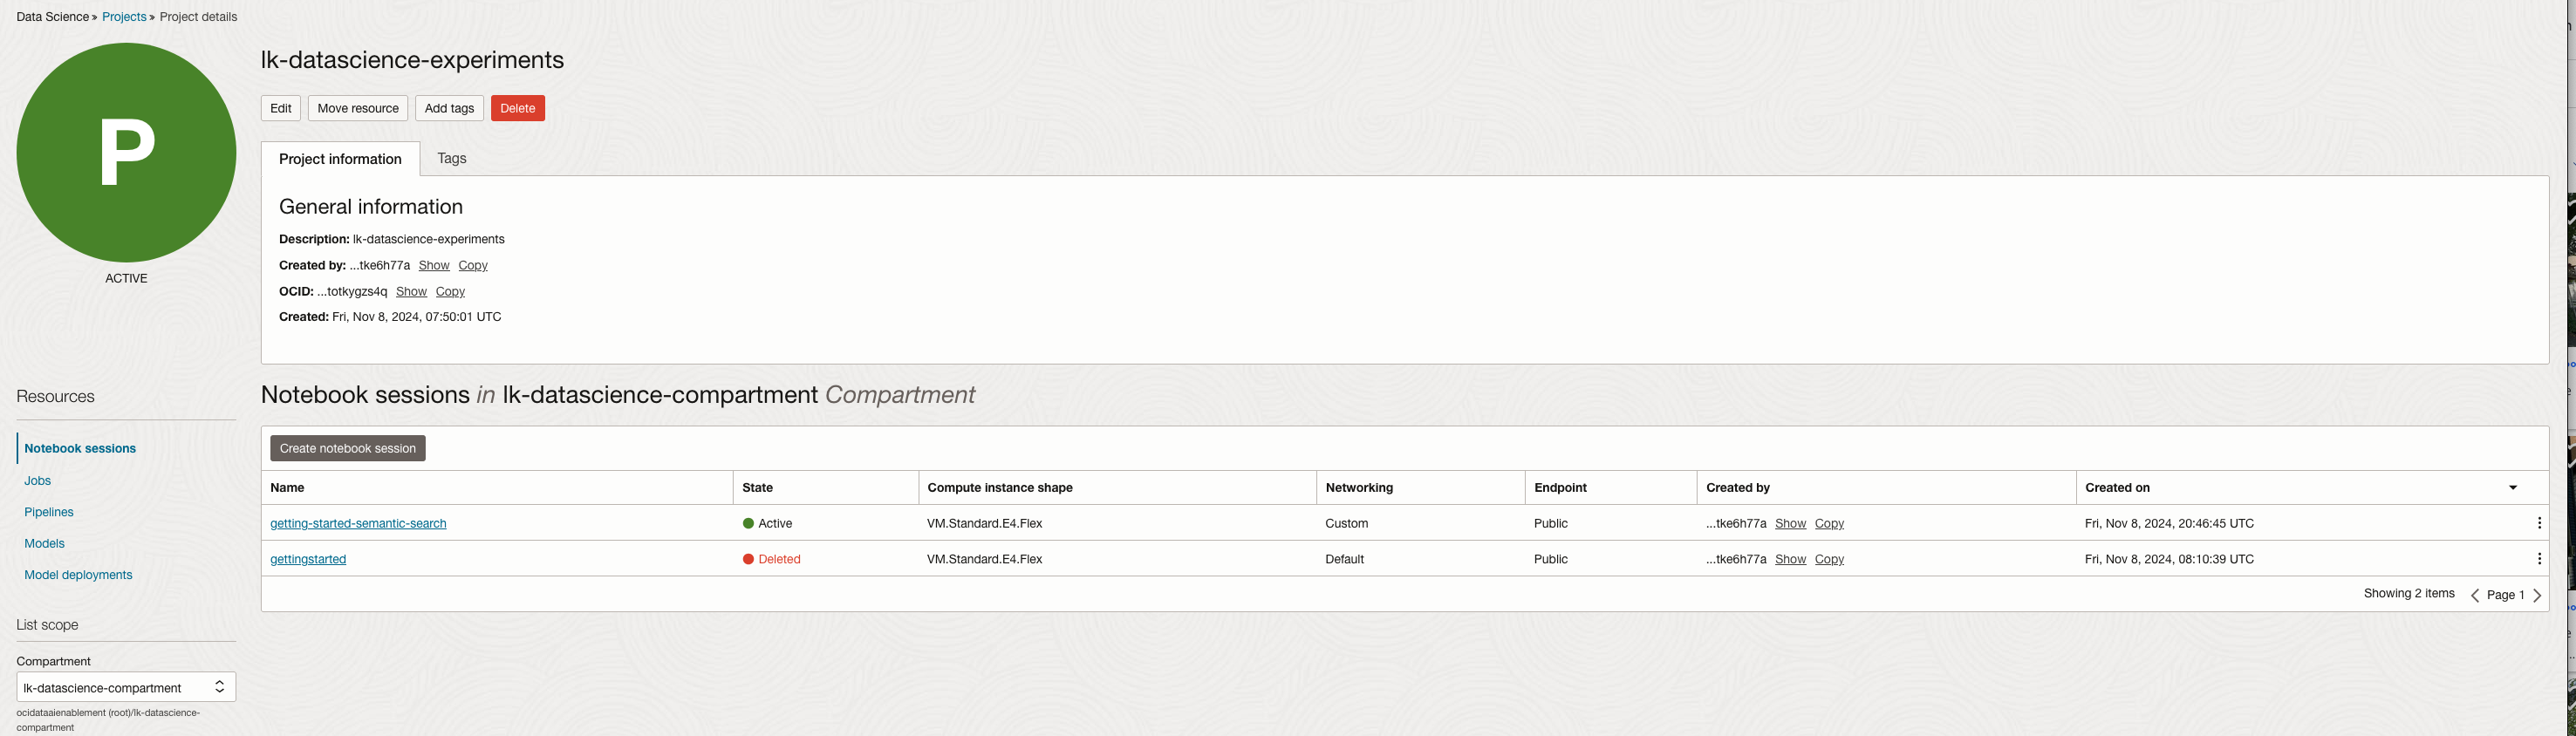 Data Science » Projects » Project details
P
ACTIVE
lk-datascience-experiments
Edit Move resource Add tags Delete
Project information Tags
General information
Description: lk-datascience-experiments
Created by: ...tke6h77a Show Copy
OCID: ...totkygzs4q Show Copy
Created: Fri, Nov 8, 2024, 07:50:01 UTC
Resources
Notebook sessions
Jobs
Pipelines
Models
Model deployments
List scope
Compartment
lk-datascience-compartment
ocidataaienablement (root)/lk-datascience-
compartment
Notebook sessions in lk-datascience-compartment Compartment
Create notebook session
Name State Compute instance shape Networking Endpoint Created by Created on
getting-started-semantic-search Active VM.Standard.E4.Flex Custom Public ...tke6h77a Show Copy Fri, Nov 8, 2024, 20:46:45 UTC
gettingstarted Deleted VM.Standard.E4.Flex Default Public ...tke6h77a Show Copy Fri, Nov 8, 2024, 08:10:39 UTC
Showing 2 items Page 1